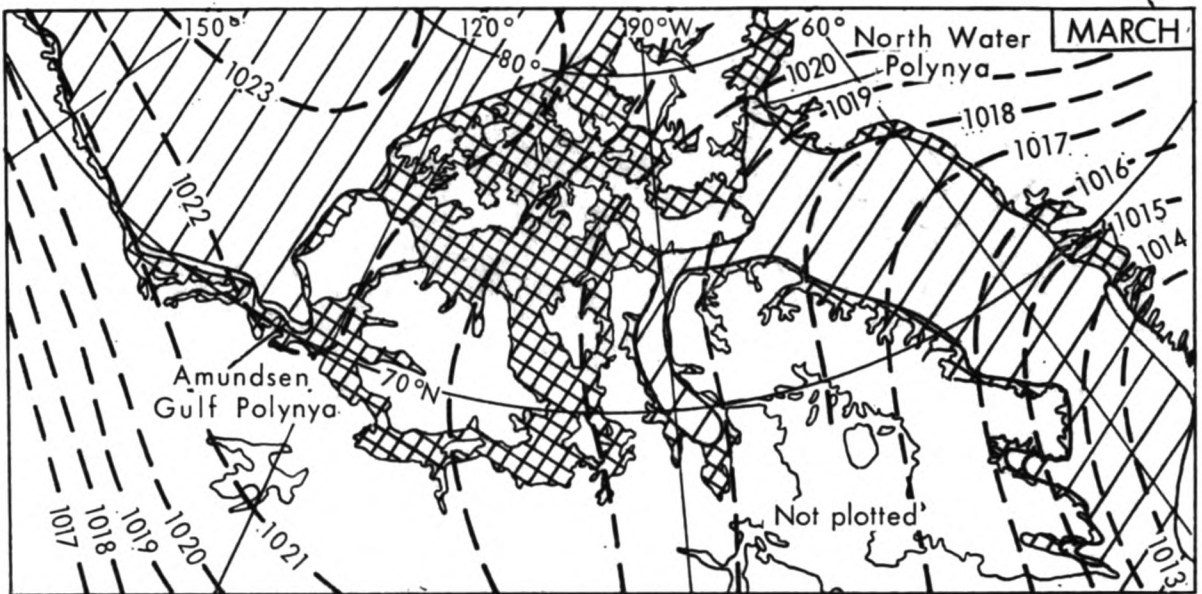 MARCH
150°
120°
90°W
60°
80°
North Water
Polynya
1023
1020
1019
1018
1017
1016
1015
1014
1022
70°N
Amundsen
Gulf Polynya
Not plotted
1017
1018
1019
1020
1021
1013